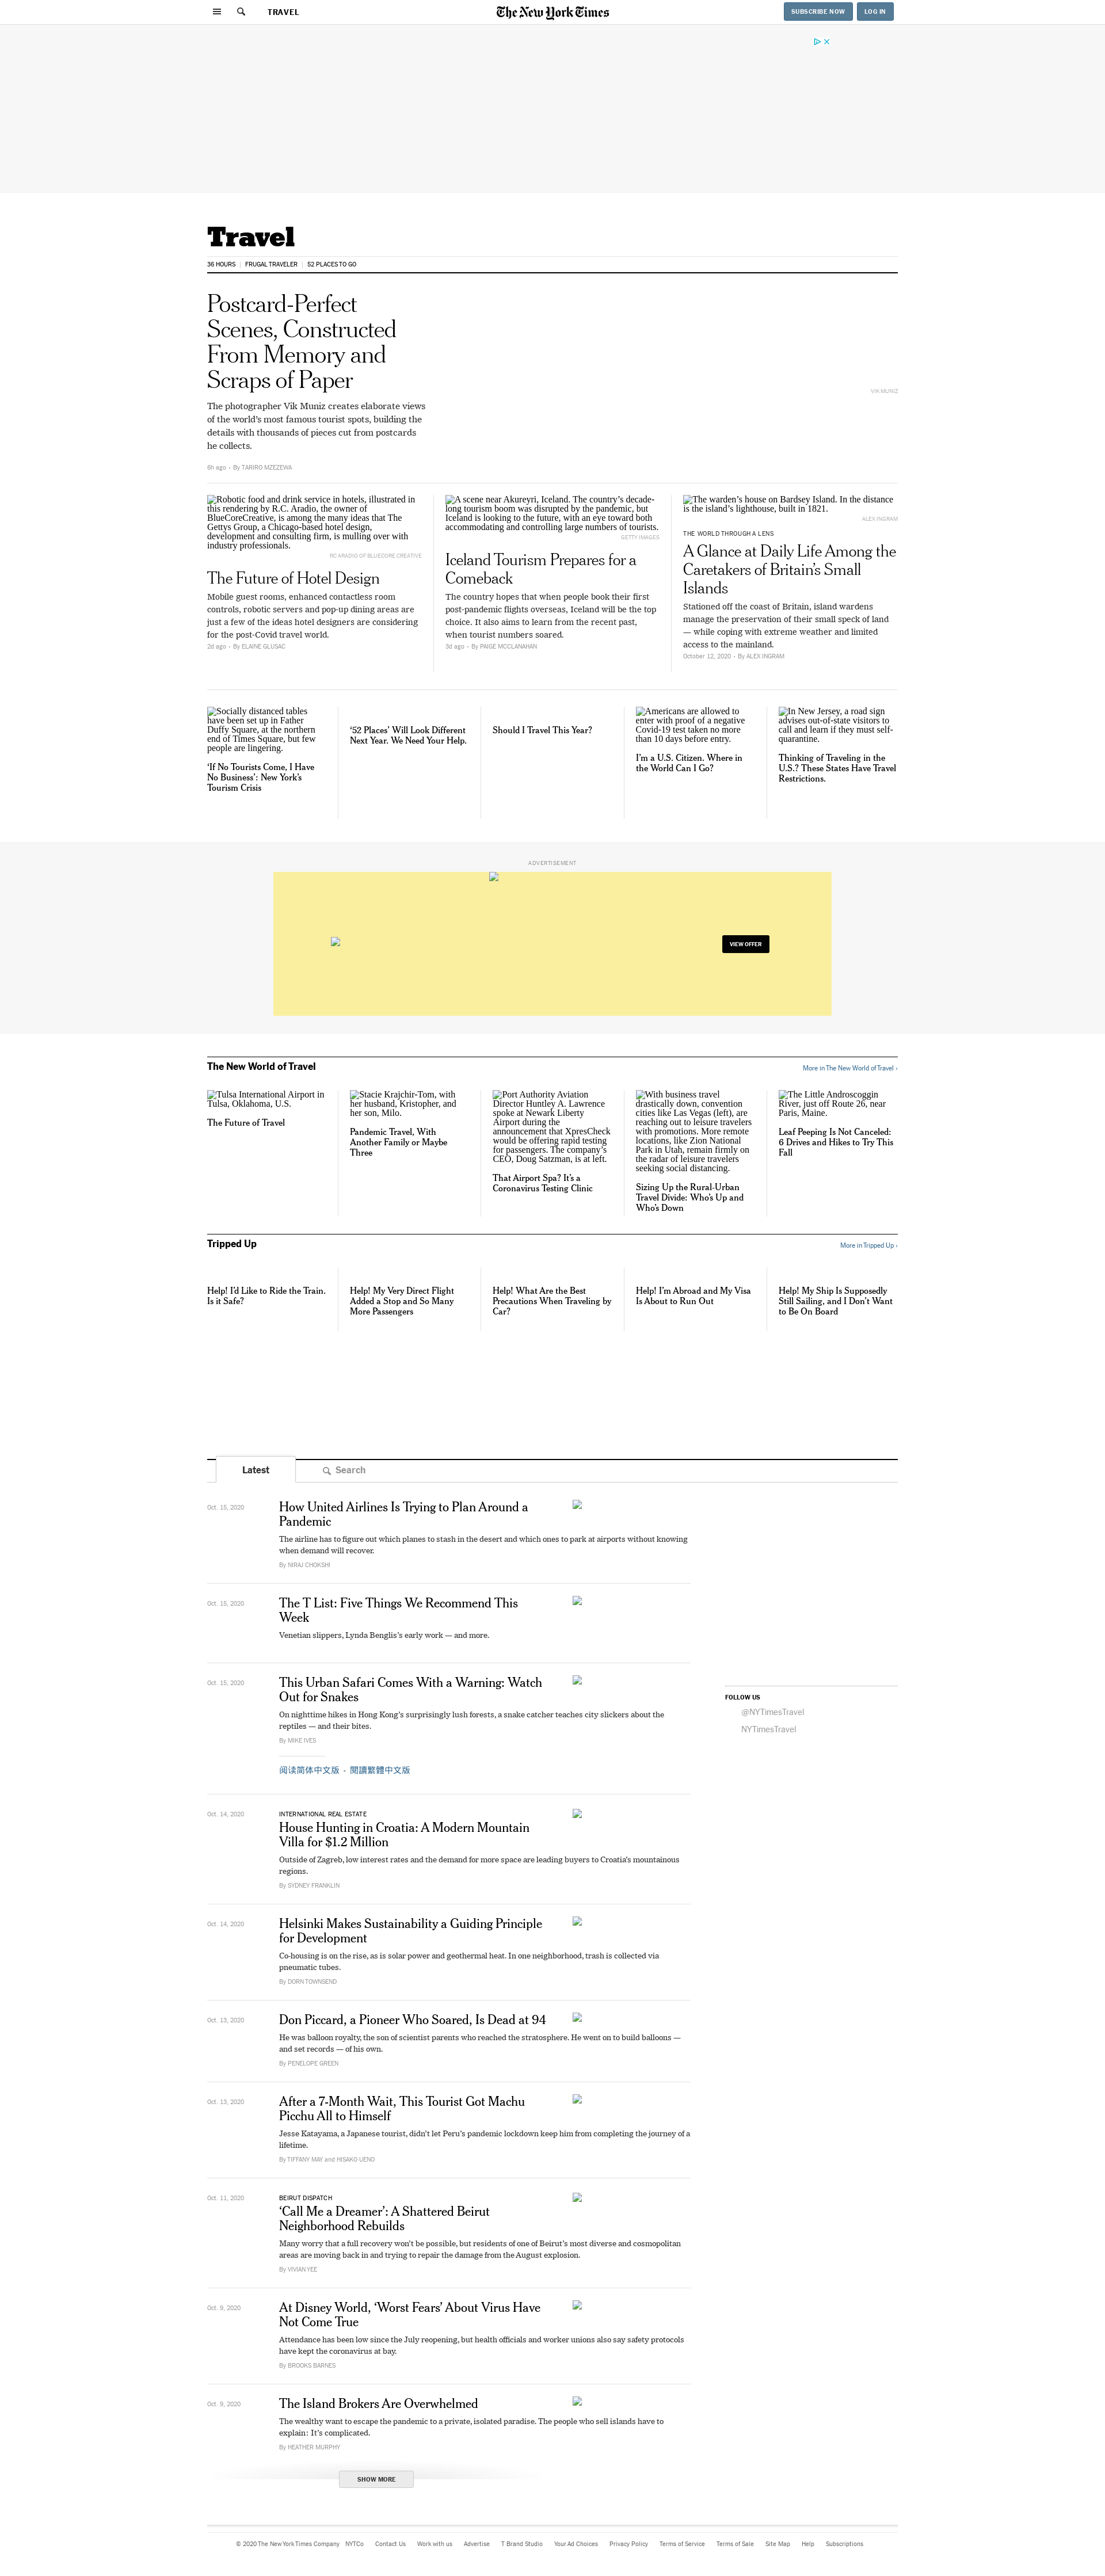 TRAVEL
The New York Times
SUBSCRIBE NOW
LOG IN
Travel
36 HOURS
FRUGAL TRAVELER
52 PLACES TO GO
Postcard-Perfect
Scenes, Constructed
From Memory and
Scraps of Paper
The photographer Vik Muniz creates elaborate views
of the world’s most famous tourist spots, building the
details with thousands of pieces cut from postcards
he collects.
6h ago · By TARIRO MZEZEWA
VIK MUNIZ
Robotic food and drink service in hotels, illustrated in
this rendering by R.C. Aradio, the owner of
BlueCoreCreative, is among the many ideas that The
Gettys Group, a Chicago-based hotel design,
development and consulting firm, is mulling over with
industry professionals.
RC ARADIO OF BLUECORE CREATIVE
The Future of Hotel Design
Mobile guest rooms, enhanced contactless room
controls, robotic servers and pop-up dining areas are
just a few of the ideas hotel designers are considering
for the post-Covid travel world.
2d ago · By ELAINE GLUSAC
A scene near Akureyri, Iceland. The country’s decade-
long tourism boom was disrupted by the pandemic, but
Iceland is looking to the future, with an eye toward both
accommodating and controlling large numbers of tourists.
GETTY IMAGES
Iceland Tourism Prepares for a
Comeback
The country hopes that when people book their first
post-pandemic flights overseas, Iceland will be the top
choice. It also aims to learn from the recent past,
when tourist numbers soared.
3d ago · By PAIGE MCCLANAHAN
The warden’s house on Bardsey Island. In the distance
is the island’s lighthouse, built in 1821.
ALEX INGRAM
THE WORLD THROUGH A LENS
A Glance at Daily Life Among the
Caretakers of Britain’s Small
Islands
Stationed off the coast of Britain, island wardens
manage the preservation of their small speck of land
— while coping with extreme weather and limited
access to the mainland.
October 12, 2020 · By ALEX INGRAM
Socially distanced tables
have been set up in Father
Duffy Square, at the northern
end of Times Square, but few
people are lingering.
‘If No Tourists Come, I Have
No Business’: New York’s
Tourism Crisis
‘52 Places’ Will Look Different
Next Year. We Need Your Help.
Should I Travel This Year?
Americans are allowed to
enter with proof of a negative
Covid-19 test taken no more
than 10 days before entry.
I’m a U.S. Citizen. Where in
the World Can I Go?
In New Jersey, a road sign
advises out-of-state visitors to
call and learn if they must self-
quarantine.
Thinking of Traveling in the
U.S.? These States Have Travel
Restrictions.
ADVERTISEMENT
VIEW OFFER
The New World of Travel
More in The New World of Travel ›
Tulsa International Airport in
Tulsa, Oklahoma, U.S.
The Future of Travel
Stacie Krajchir-Tom, with
her husband, Kristopher, and
her son, Milo.
Pandemic Travel, With
Another Family or Maybe
Three
Port Authority Aviation
Director Huntley A. Lawrence
spoke at Newark Liberty
Airport during the
announcement that XpresCheck
would be offering rapid testing
for passengers. The company’s
CEO, Doug Satzman, is at left.
That Airport Spa? It’s a
Coronavirus Testing Clinic
With business travel
drastically down, convention
cities like Las Vegas (left), are
reaching out to leisure travelers
with promotions. More remote
locations, like Zion National
Park in Utah, remain firmly on
the radar of leisure travelers
seeking social distancing.
Sizing Up the Rural-Urban
Travel Divide: Who’s Up and
Who’s Down
The Little Androscoggin
River, just off Route 26, near
Paris, Maine.
Leaf Peeping Is Not Canceled:
6 Drives and Hikes to Try This
Fall
Tripped Up
More in Tripped Up ›
Help! I’d Like to Ride the Train.
Is it Safe?
Help! My Very Direct Flight
Added a Stop and So Many
More Passengers
Help! What Are the Best
Precautions When Traveling by
Car?
Help! I’m Abroad and My Visa
Is About to Run Out
Help! My Ship Is Supposedly
Still Sailing, and I Don’t Want
to Be On Board
Latest
Search
Oct. 15, 2020
How United Airlines Is Trying to Plan Around a
Pandemic
The airline has to figure out which planes to stash in the desert and which ones to park at airports without knowing
when demand will recover.
By NIRAJ CHOKSHI
Oct. 15, 2020
The T List: Five Things We Recommend This
Week
Venetian slippers, Lynda Benglis’s early work — and more.
Oct. 15, 2020
This Urban Safari Comes With a Warning: Watch
Out for Snakes
On nighttime hikes in Hong Kong’s surprisingly lush forests, a snake catcher teaches city slickers about the
reptiles — and their bites.
By MIKE IVES
阅读简体中文版 · 閱讀繁體中文版
FOLLOW US
@NYTimesTravel
NYTimesTravel
Oct. 14, 2020
INTERNATIONAL REAL ESTATE
House Hunting in Croatia: A Modern Mountain
Villa for $1.2 Million
Outside of Zagreb, low interest rates and the demand for more space are leading buyers to Croatia’s mountainous
regions.
By SYDNEY FRANKLIN
Oct. 14, 2020
Helsinki Makes Sustainability a Guiding Principle
for Development
Co-housing is on the rise, as is solar power and geothermal heat. In one neighborhood, trash is collected via
pneumatic tubes.
By DORN TOWNSEND
Oct. 13, 2020
Don Piccard, a Pioneer Who Soared, Is Dead at 94
He was balloon royalty, the son of scientist parents who reached the stratosphere. He went on to build balloons —
and set records — of his own.
By PENELOPE GREEN
Oct. 13, 2020
After a 7-Month Wait, This Tourist Got Machu
Picchu All to Himself
Jesse Katayama, a Japanese tourist, didn’t let Peru’s pandemic lockdown keep him from completing the journey of a
lifetime.
By TIFFANY MAY and HISAKO UENO
Oct. 11, 2020
BEIRUT DISPATCH
‘Call Me a Dreamer’: A Shattered Beirut
Neighborhood Rebuilds
Many worry that a full recovery won’t be possible, but residents of one of Beirut’s most diverse and cosmopolitan
areas are moving back in and trying to repair the damage from the August explosion.
By VIVIAN YEE
Oct. 9, 2020
At Disney World, ‘Worst Fears’ About Virus Have
Not Come True
Attendance has been low since the July reopening, but health officials and worker unions also say safety protocols
have kept the coronavirus at bay.
By BROOKS BARNES
Oct. 9, 2020
The Island Brokers Are Overwhelmed
The wealthy want to escape the pandemic to a private, isolated paradise. The people who sell islands have to
explain: It’s complicated.
By HEATHER MURPHY
SHOW MORE
© 2020 The New York Times Company NYTCo Contact Us Work with us Advertise T Brand Studio Your Ad Choices Privacy Policy Terms of Service Terms of Sale Site Map Help Subscriptions